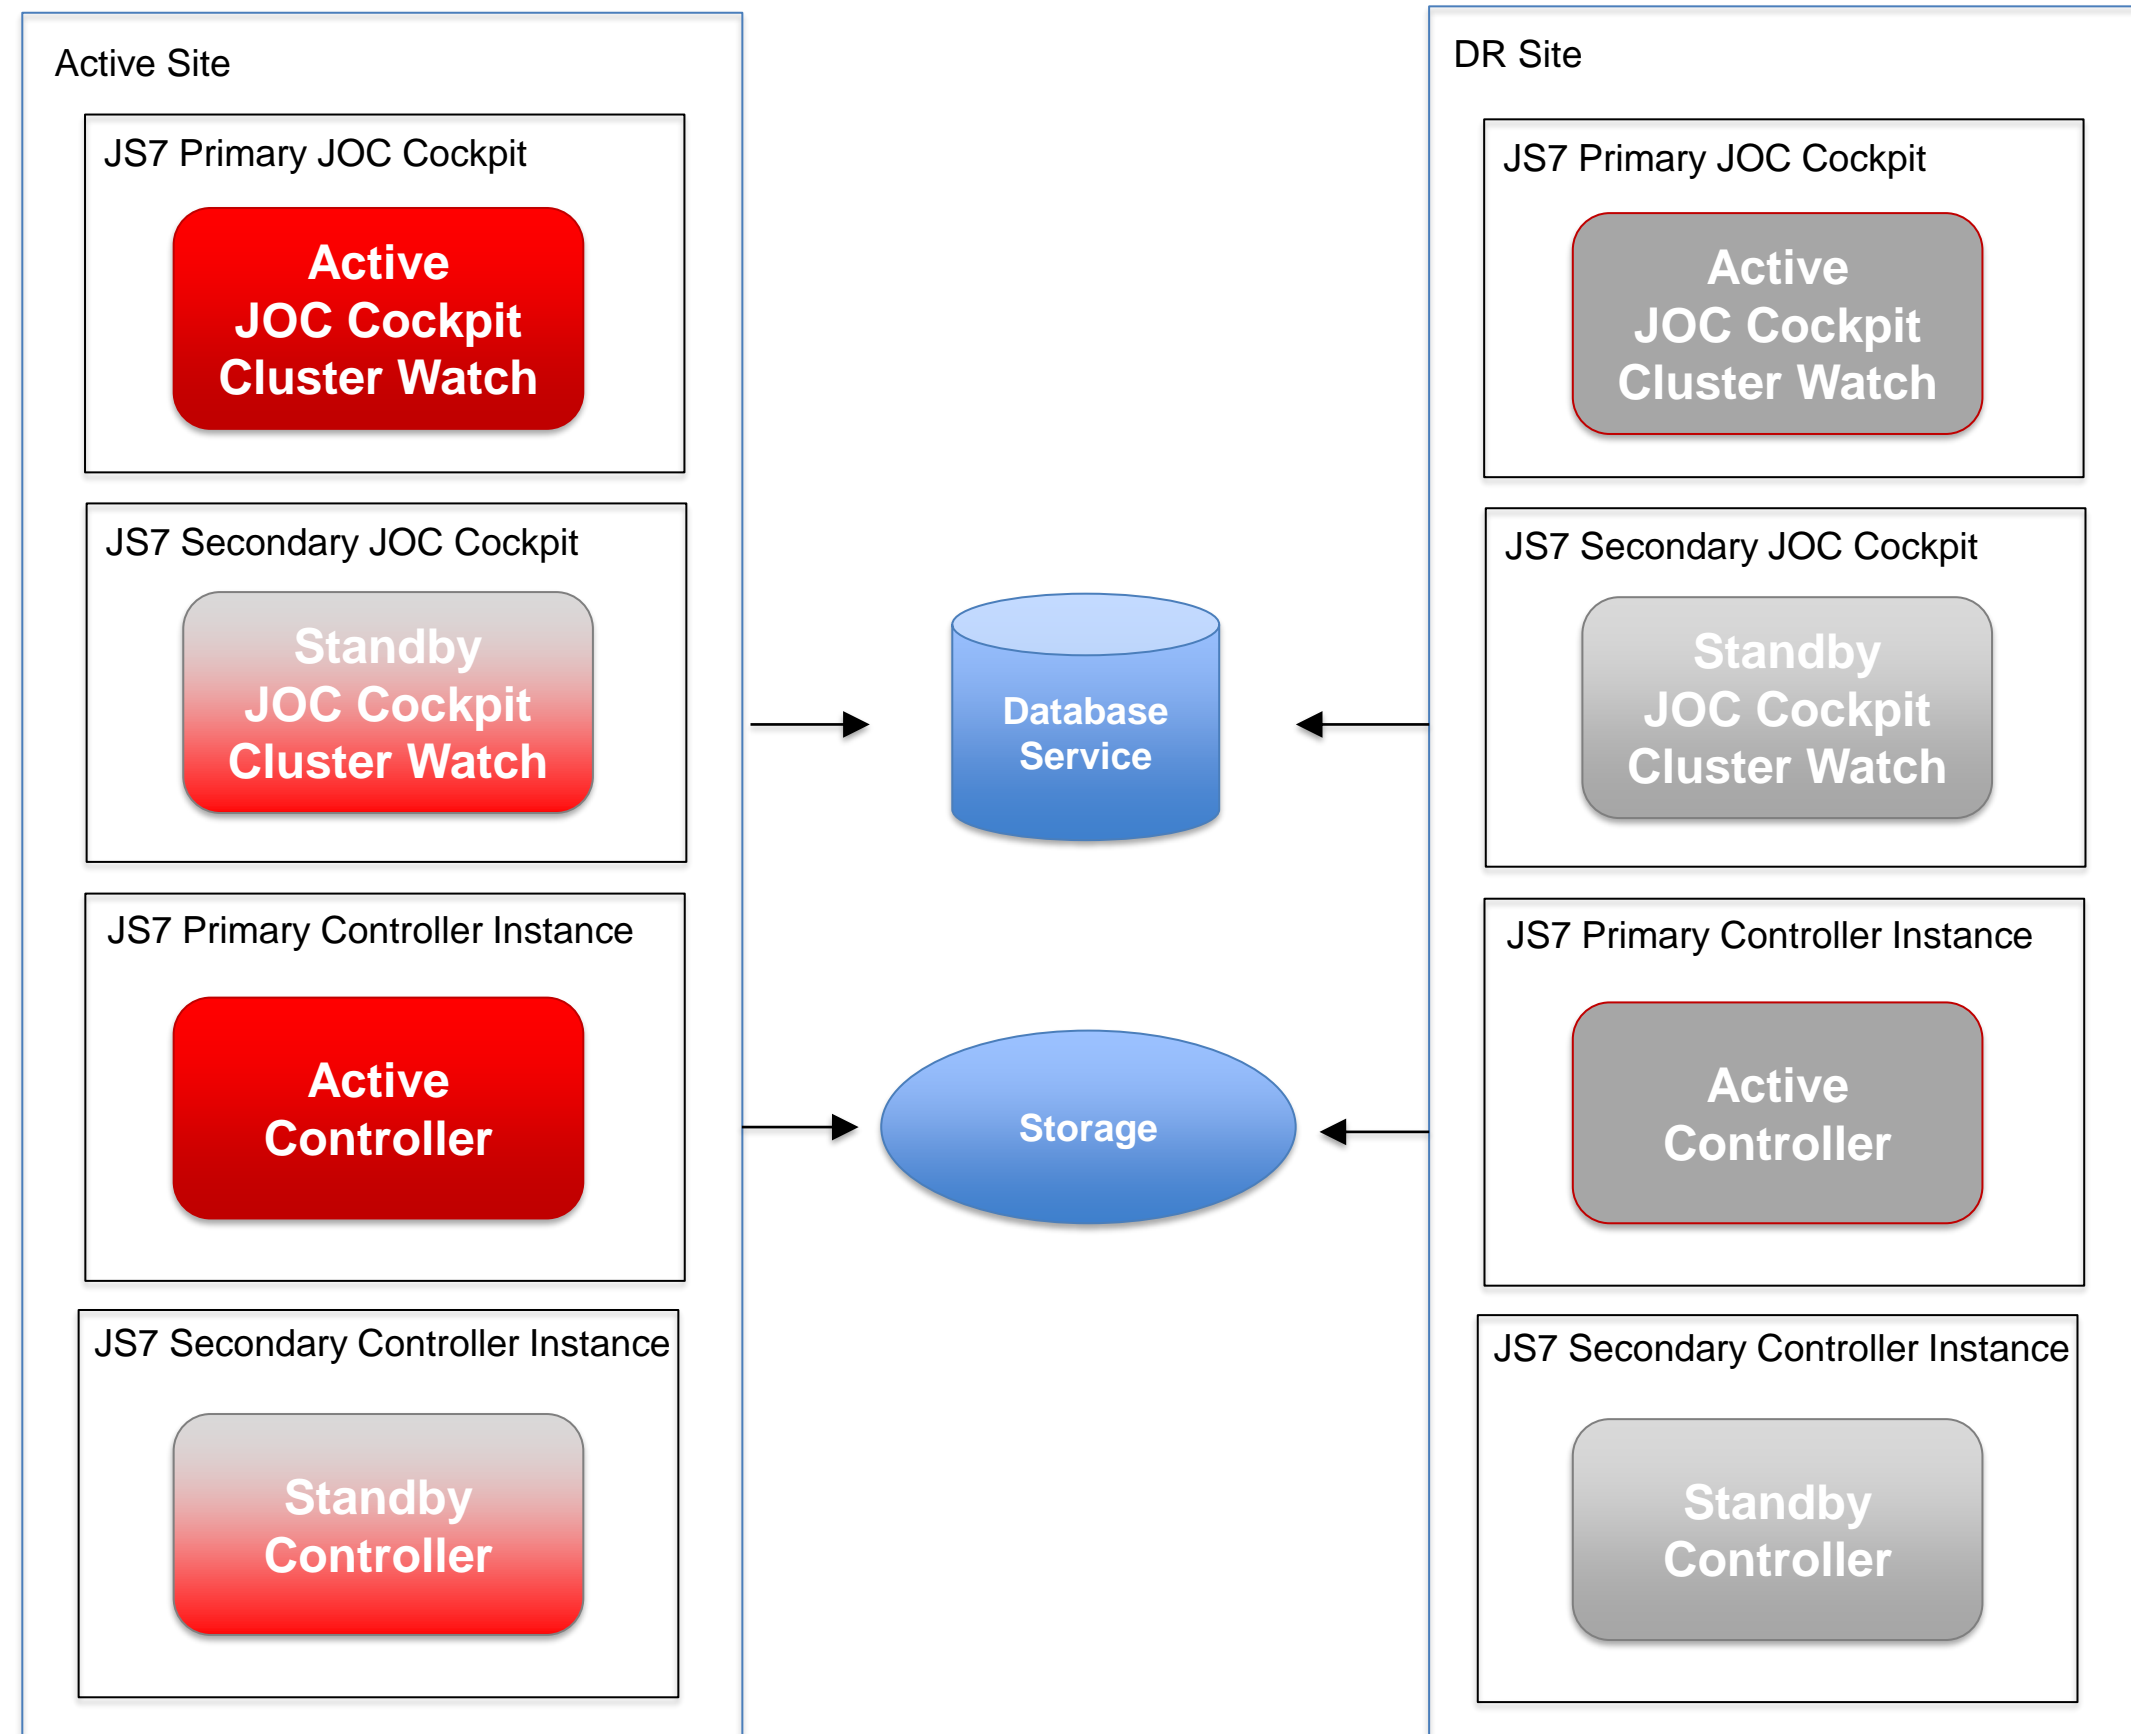 Active Site
JS7 Primary JOC Cockpit
Active
JOC Cockpit
Cluster Watch
JS7 Secondary JOC Cockpit
Standby
JOC Cockpit
Cluster Watch
JS7 Primary Controller Instance
Active
Controller
JS7 Secondary Controller Instance
Standby
Controller
Database
Service
Storage
DR Site
JS7 Primary JOC Cockpit
Active
JOC Cockpit
Cluster Watch
JS7 Secondary JOC Cockpit
Standby
JOC Cockpit
Cluster Watch
JS7 Primary Controller Instance
Active
Controller
JS7 Secondary Controller Instance
Standby
Controller